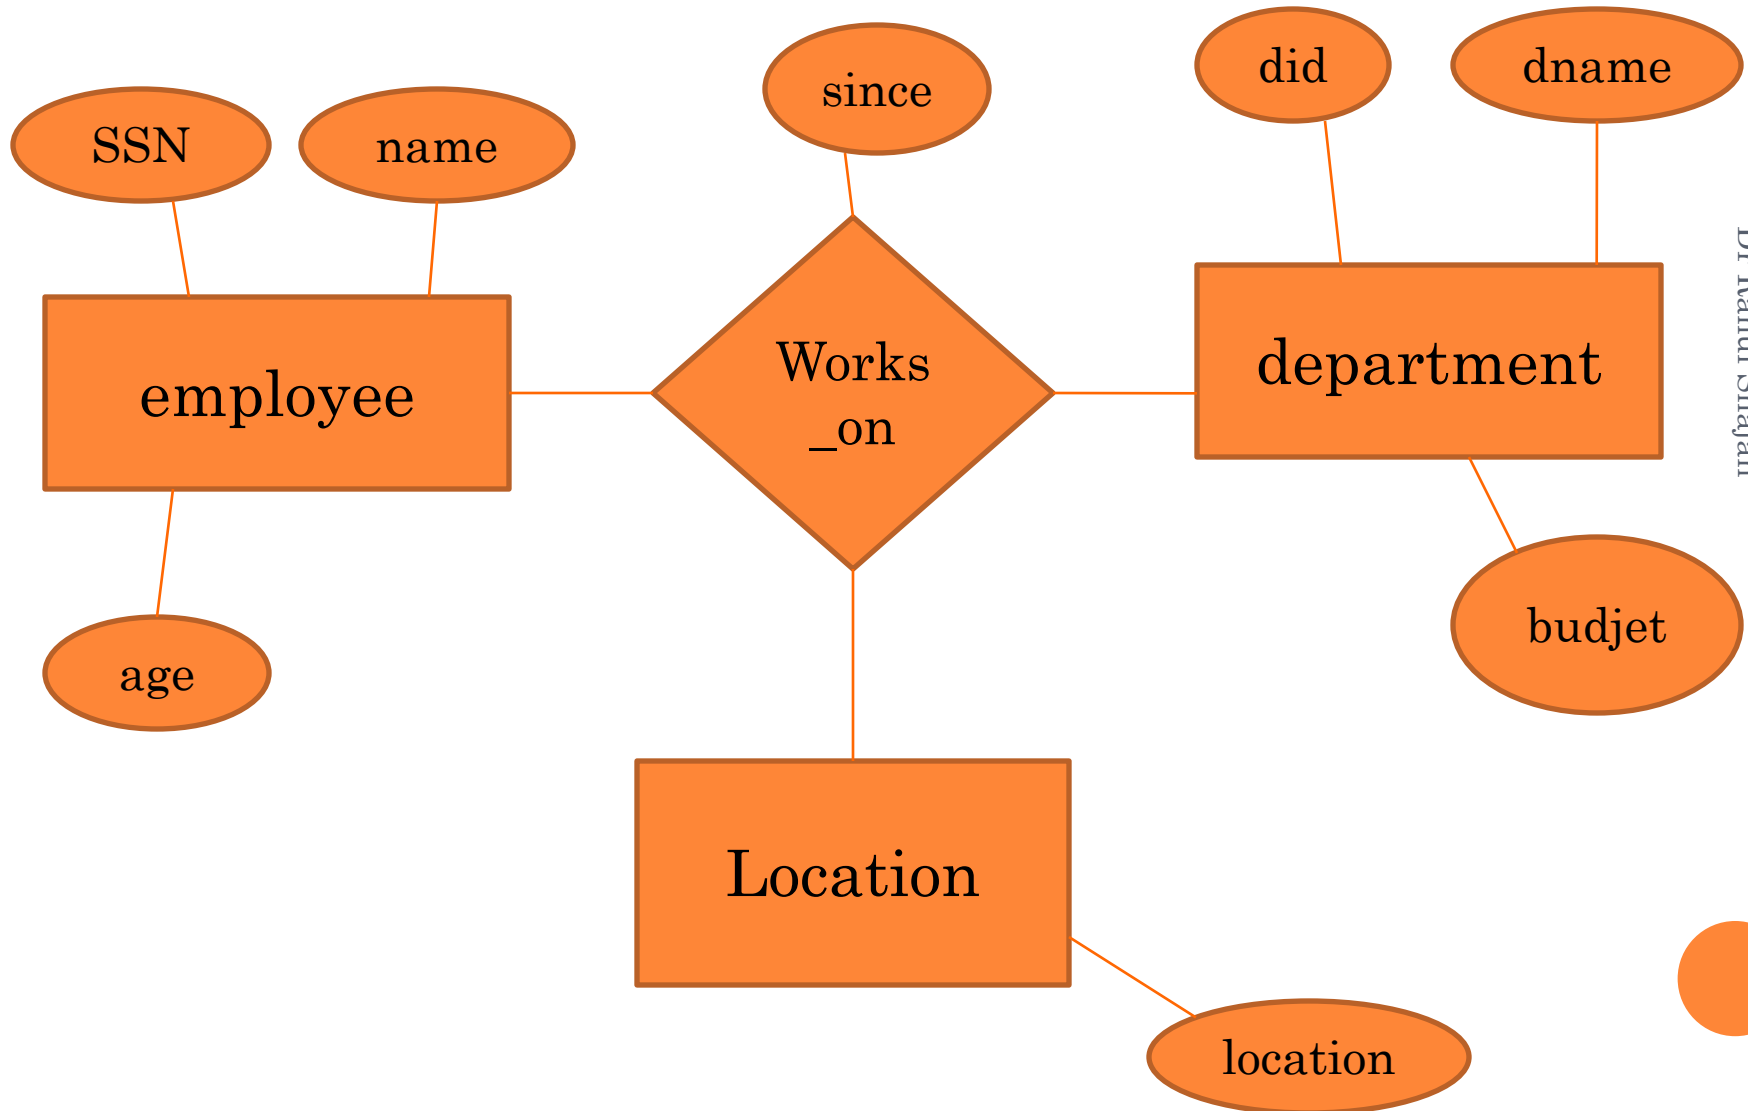 since
did
dname
SSN
name
employee
Works
_on
department
age
budjet
Location
location